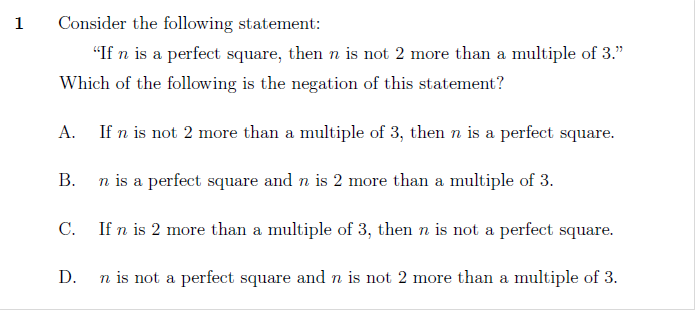 1 Consider the following statement:
“If n is a perfect square, then n is not 2 more than a multiple of 3.”
Which of the following is the negation of this statement?
A. If n is not 2 more than a multiple of 3, then n is a perfect square.
B. n is a perfect square and n is 2 more than a multiple of 3.
C. If n is 2 more than a multiple of 3, then n is not a perfect square.
D. n is not a perfect square and n is not 2 more than a multiple of 3.